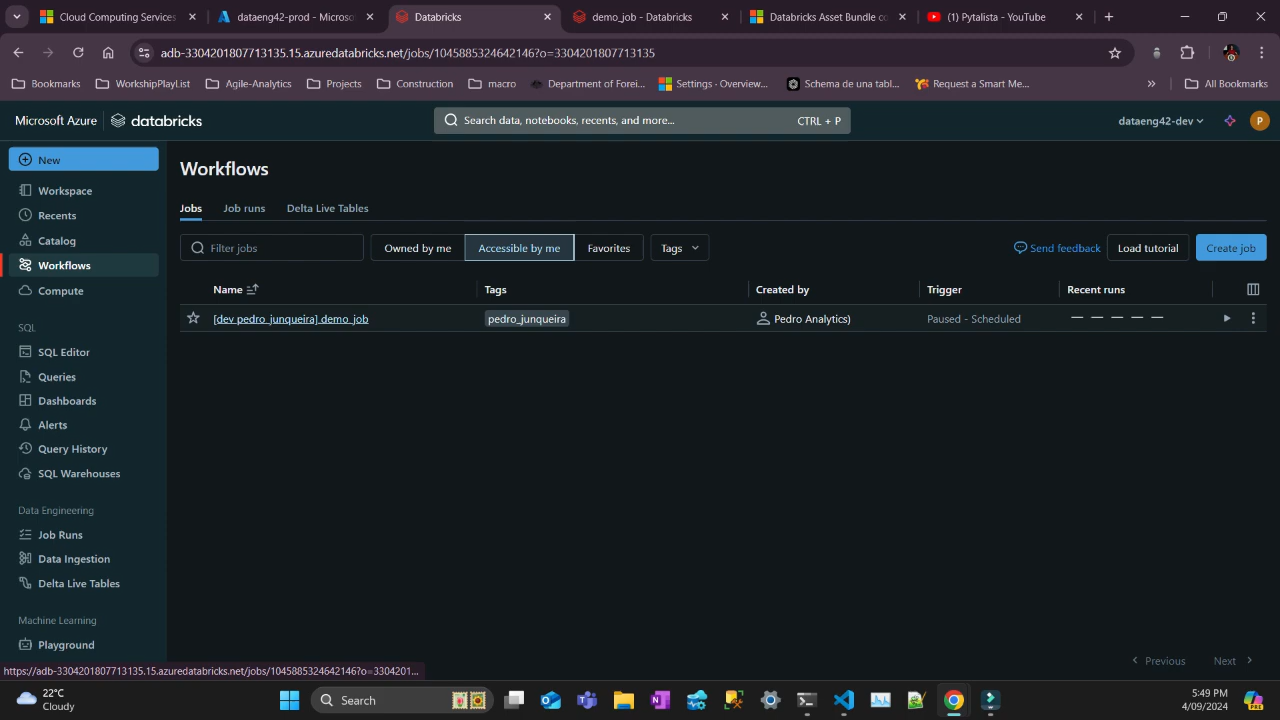 Cloud Computing Services
dataeng42-prod - Microso
Databricks
demo_job - Databricks
Databricks Asset Bundle co
(1) Pytalista - YouTube
adb-3304201807713135.15.azuredatabricks.net/jobs/104588532464214​6?o=3304201807713135
Bookmarks
WorshipPlayList
Agile-Analytics
Projects
Construction
macro
Department of Forei...
Settings - Overview...
Schema de una tabl...
Request a Smart Me...
»
All Bookmarks
Microsoft Azure
databricks
Search data, notebooks, recents, and more...
CTRL + P
dataeng42-dev
P
New
Workspace
Recents
Catalog
Workflows
Compute
SQL
SQL Editor
Queries
Dashboards
Alerts
Query History
SQL Warehouses
Data Engineering
Job Runs
Data Ingestion
Delta Live Tables
Machine Learning
Playground
Workflows
Jobs
Job runs
Delta Live Tables
Filter jobs
Owned by me
Accessible by me
Favorites
Tags
Send feedback
Load tutorial
Create job
Name
Tags
Created by
Trigger
Recent runs
[dev pedro_junqueira] demo_job
pedro_junqueira
Pedro Analytics)
Paused - Scheduled
Previous
Next
https://adb-3304201807713135.15.azuredatabricks.net/jobs/1045885324642146?o=3304201...
22°C
Cloudy
Search
5:49 PM
4/09/2024
PRE